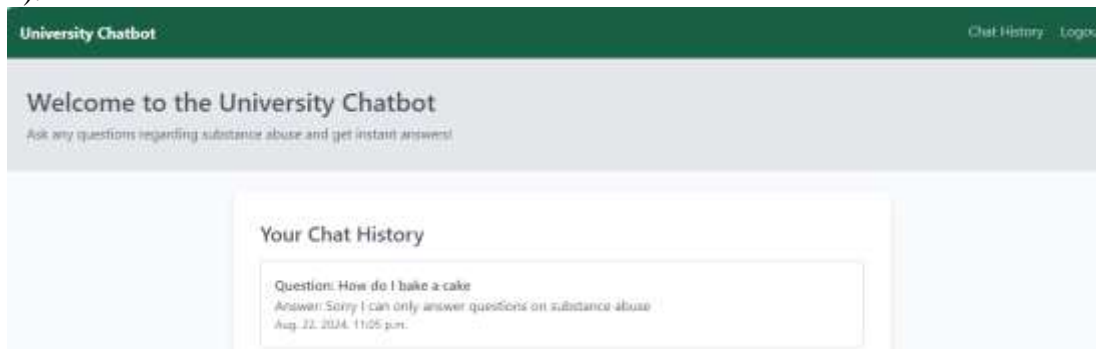 University Chatbot
Chat History Logou
Welcome to the University Chatbot
Ask any questions regarding substance abuse and get instant answers!
Your Chat History
Question: How do I bake a cake
Answer: Sorry I can only answer questions on substance abuse
Aug. 22, 2024, 11:05 p.m.